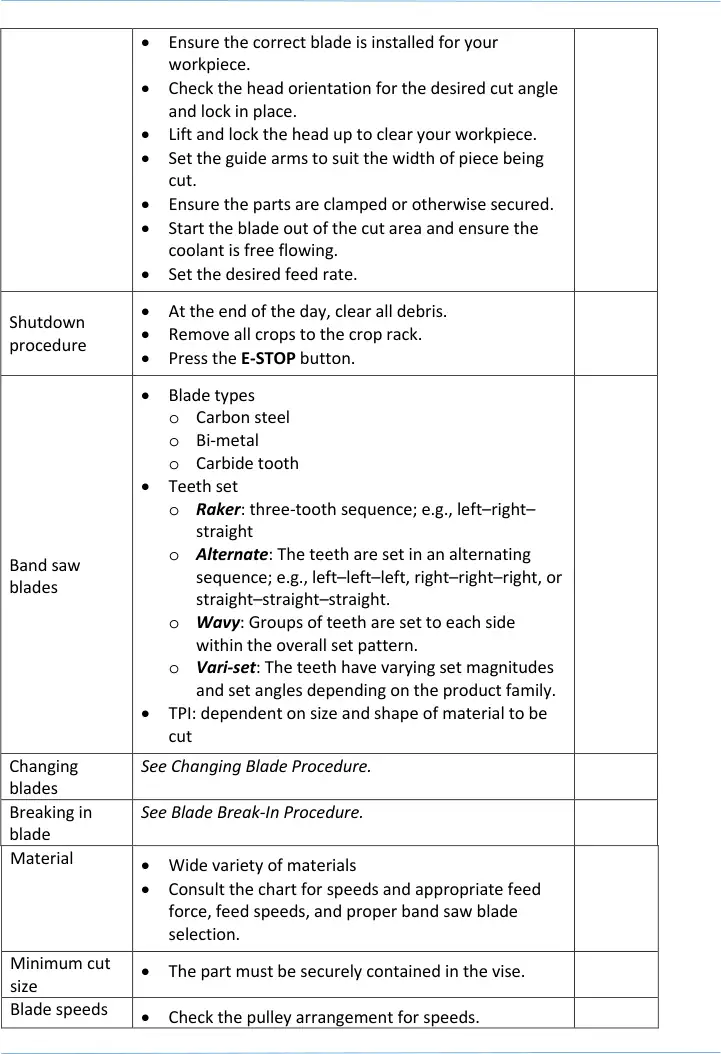 • Ensure the correct blade is installed for your
workpiece.
• Check the head orientation for the desired cut angle
and lock in place.
• Lift and lock the head up to clear your workpiece.
• Set the guide arms to suit the width of piece being
cut.
• Ensure the parts are clamped or otherwise secured.
• Start the blade out of the cut area and ensure the
coolant is free flowing.
• Set the desired feed rate.
Shutdown
procedure
• At the end of the day, clear all debris.
• Remove all crops to the crop rack.
• Press the E-STOP button.
Band saw
blades
• Blade types
o Carbon steel
o Bi-metal
o Carbide tooth
• Teeth set
o Raker: three-tooth sequence; e.g., left–right–
straight
o Alternate: The teeth are set in an alternating
sequence; e.g., left–left–left, right–right–right, or
straight–straight–straight.
o Wavy: Groups of teeth are set to each side
within the overall set pattern.
o Vari-set: The teeth have varying set magnitudes
and set angles depending on the product family.
• TPI: dependent on size and shape of material to be
cut
Changing
blades
See Changing Blade Procedure.
Breaking in
blade
See Blade Break-In Procedure.
Material
• Wide variety of materials
• Consult the chart for speeds and appropriate feed
force, feed speeds, and proper band saw blade
selection.
Minimum cut
size
• The part must be securely contained in the vise.
Blade speeds
• Check the pulley arrangement for speeds.